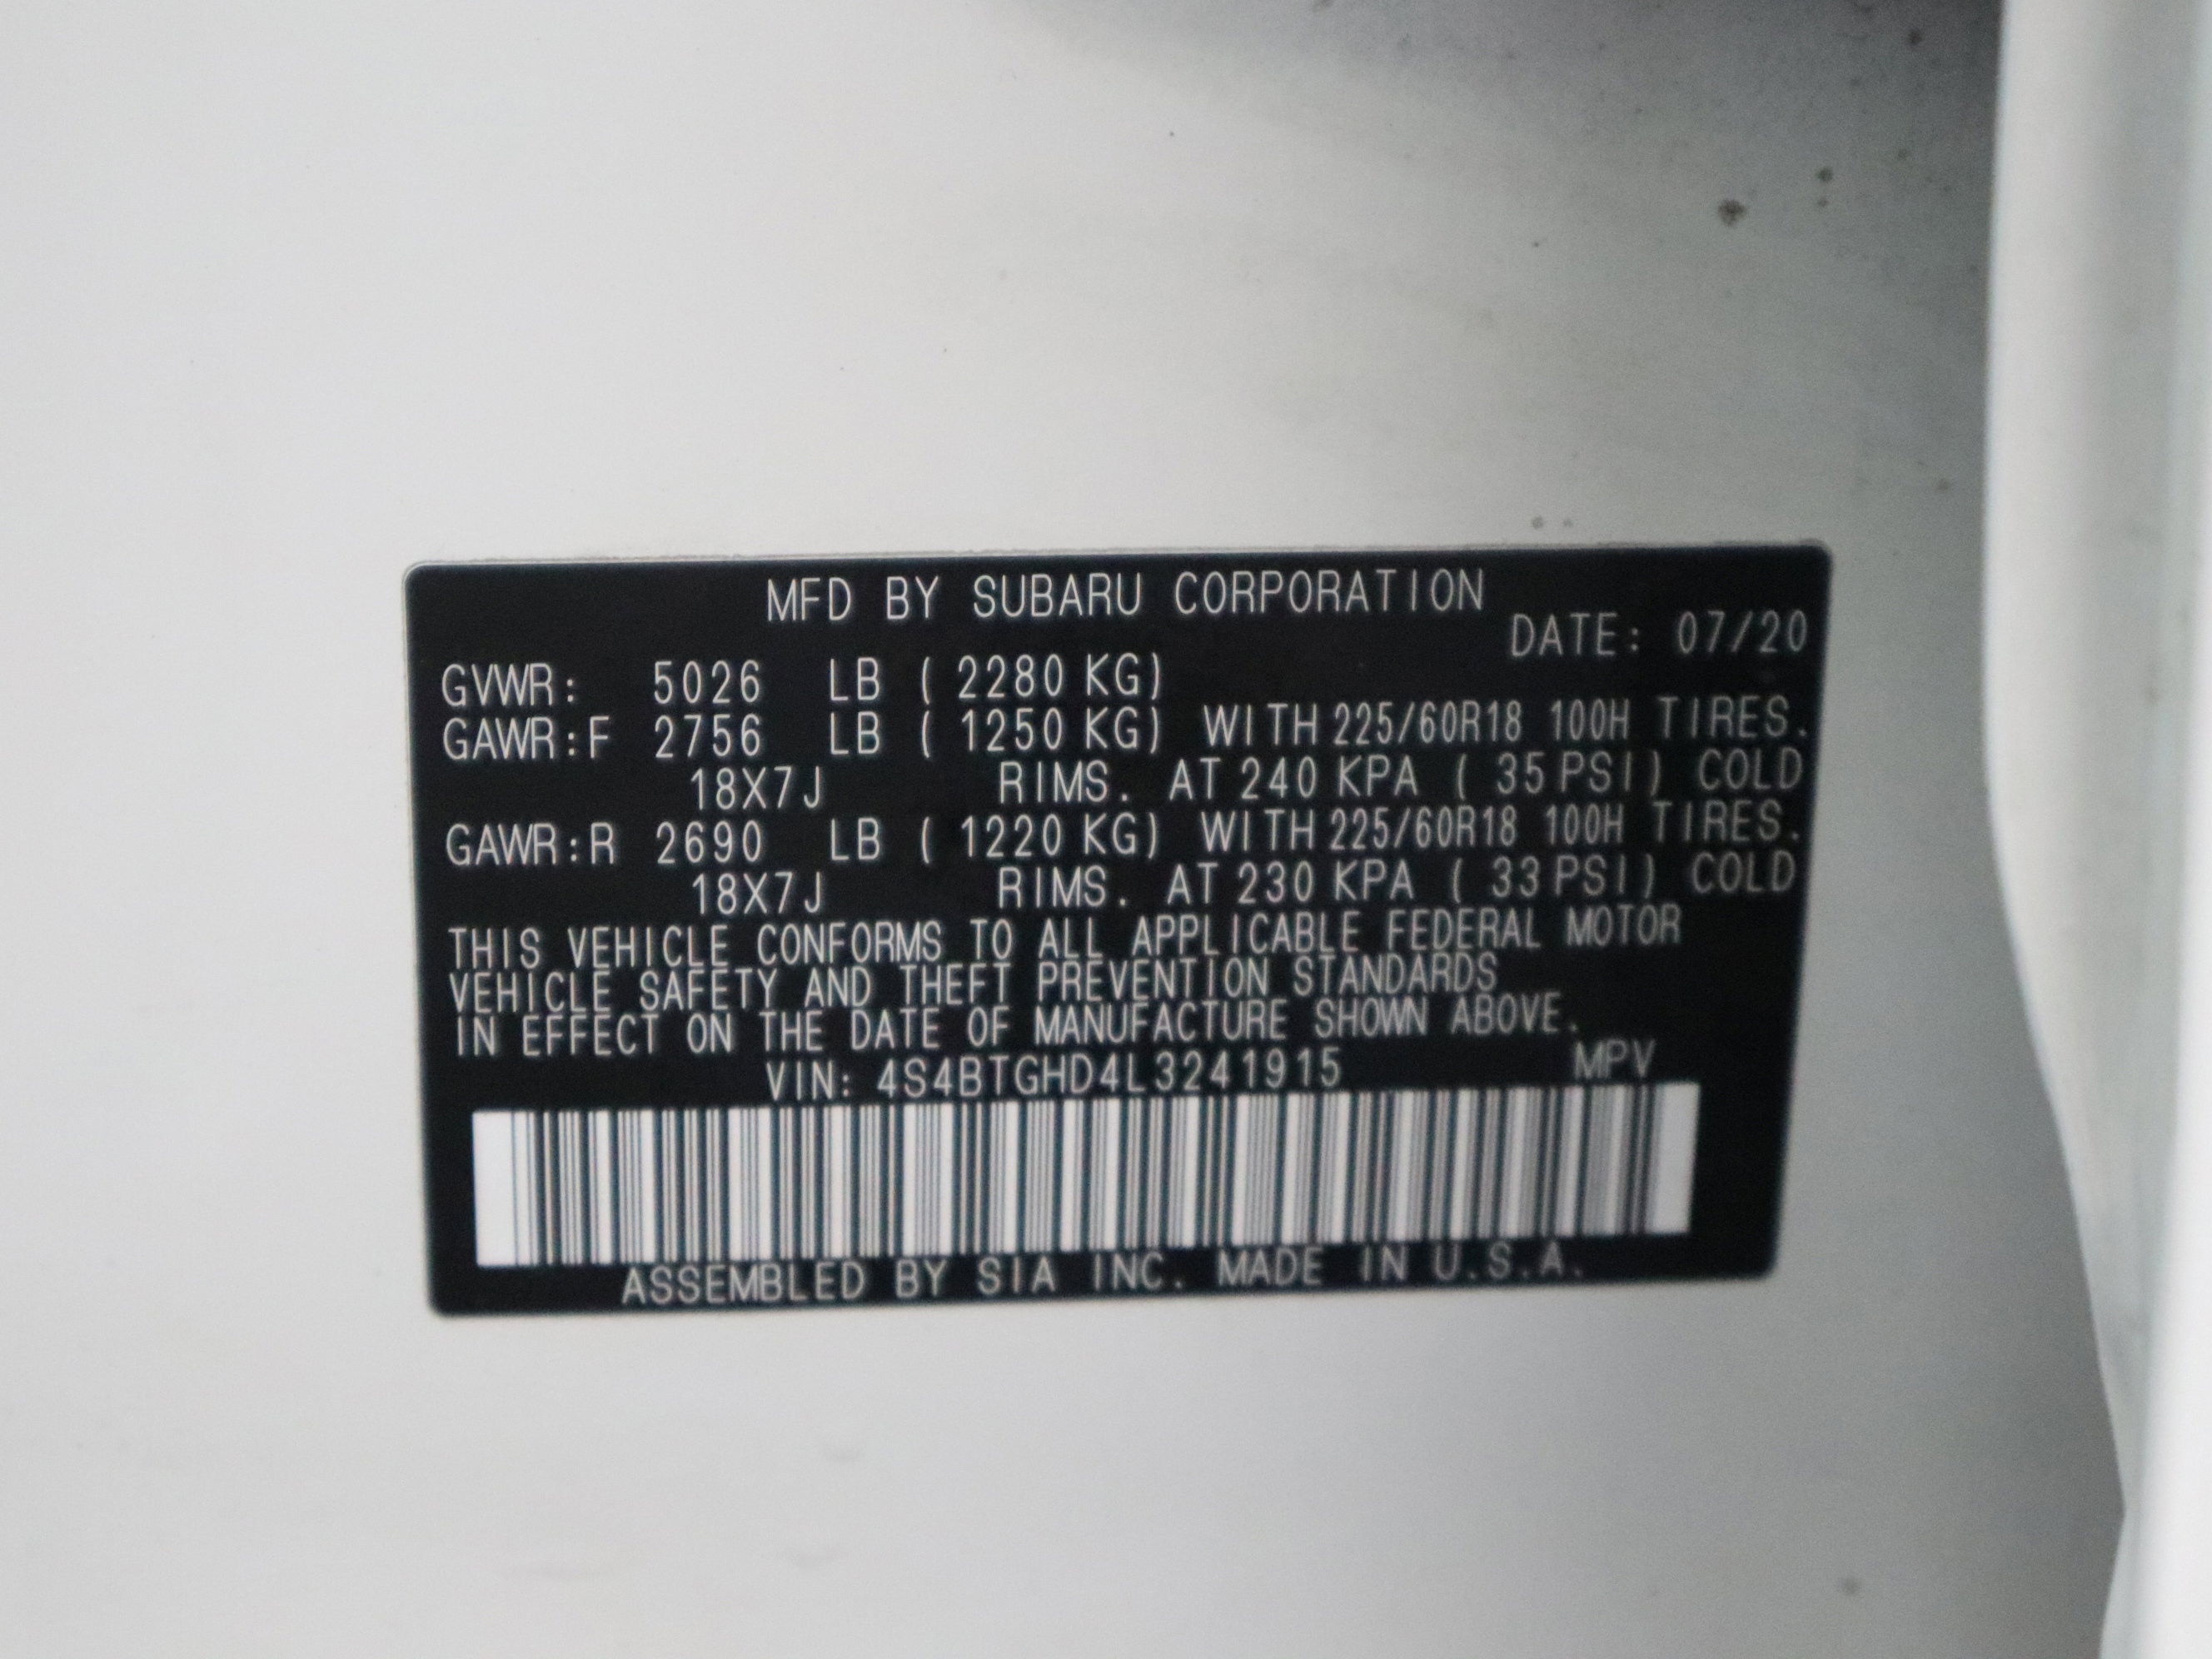 MFD BY SUBARU CORPORATION
DATE: 07/20
GVWR: 5026 LB ( 2280 KG)
GAWR:F 2756 LB ( 1250 KG) WITH 225/60R18 100H TIRES.
18X7J RIMS. AT 240 KPA ( 35 PSI) COLD
GAWR:R 2690 LB ( 1220 KG) WITH 225/60R18 100H TIRES.
18X7J RIMS. AT 230 KPA ( 33 PSI) COLD
THIS VEHICLE CONFORMS TO ALL APPLICABLE FEDERAL MOTOR
VEHICLE SAFETY AND THEFT PREVENTION STANDARDS
IN EFFECT ON THE DATE OF MANUFACTURE SHOWN ABOVE.
VIN: 4S4BTGHD4L3241915 MPV
ASSEMBLED BY SIA INC. MADE IN U.S.A.